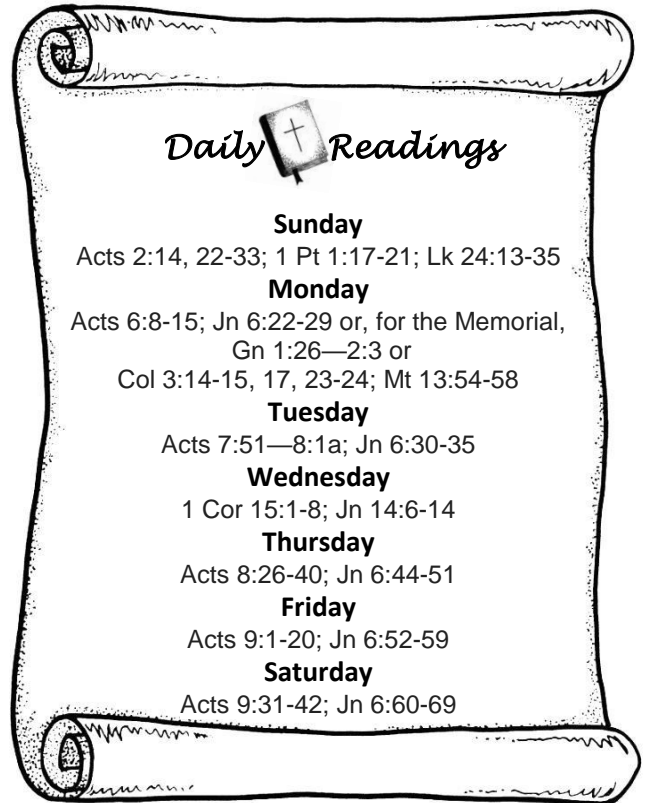 Daily Readings
Sunday
Acts 2:14, 22-33; 1 Pt 1:17-21; Lk 24:13-35
Monday
Acts 6:8-15; Jn 6:22-29 or, for the Memorial,
Gn 1:26—2:3 or
Col 3:14-15, 17, 23-24; Mt 13:54-58
Tuesday
Acts 7:51—8:1a; Jn 6:30-35
Wednesday
1 Cor 15:1-8; Jn 14:6-14
Thursday
Acts 8:26-40; Jn 6:44-51
Friday
Acts 9:1-20; Jn 6:52-59
Saturday
Acts 9:31-42; Jn 6:60-69